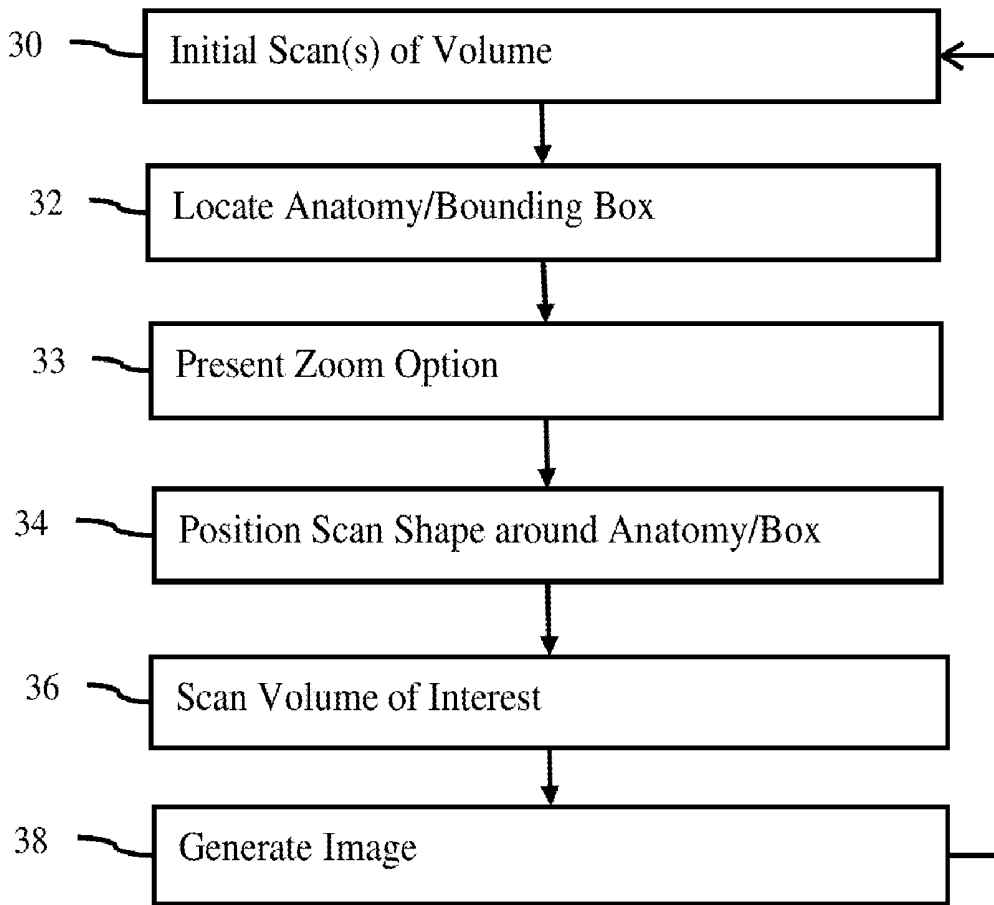 30 Initial Scan(s) of Volume
32 Locate Anatomy/Bounding Box
33 Present Zoom Option
34 Position Scan Shape around Anatomy/Box
36 Scan Volume of Interest
38 Generate Image